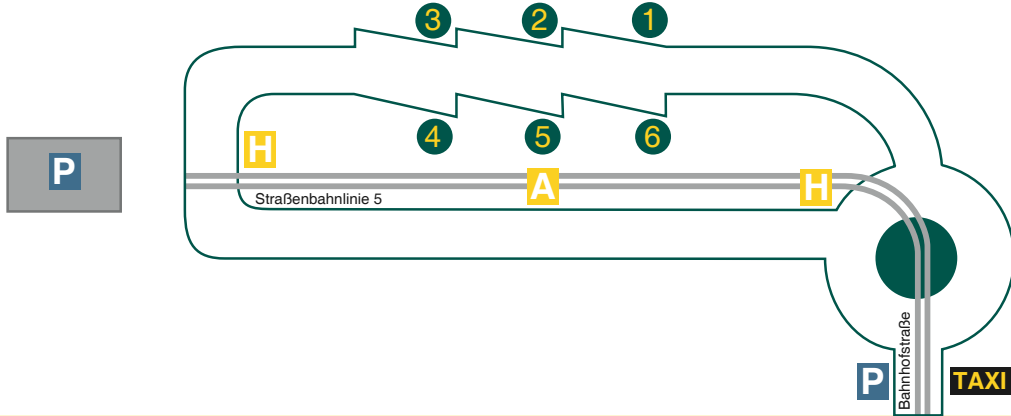 3 2 1
4 5 6
H
P
A
H
Straßenbahnlinie 5
Bahnhofstraße
P
TAXI